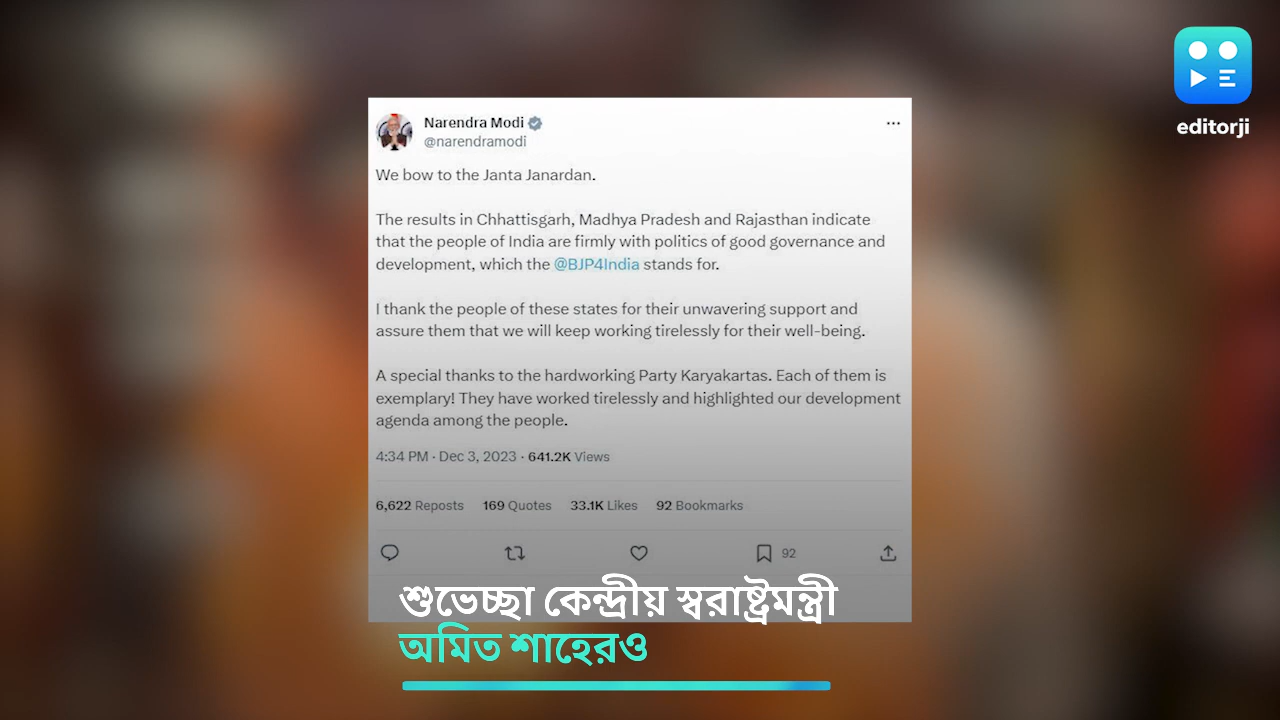 editorji
Narendra Modi
@narendramodi
We bow to the Janta Janardan.
The results in Chhattisgarh, Madhya Pradesh and Rajasthan indicate
that the people of India are firmly with politics of good governance and
development, which the @BJP4India stands for.
I thank the people of these states for their unwavering support and
assure them that we will keep working tirelessly for their well-being.
A special thanks to the hardworking Party Karyakartas. Each of them is
exemplary! They have worked tirelessly and highlighted our development
agenda among the people.
4:34 PM · Dec 3, 2023 · 641.2K Views
6,622 Reposts 169 Quotes 33.1K Likes 92 Bookmarks
92
শুভেচ্ছা কেন্দ্রীয় স্বরাষ্ট্রমন্ত্রী
অমিত শাহেরও